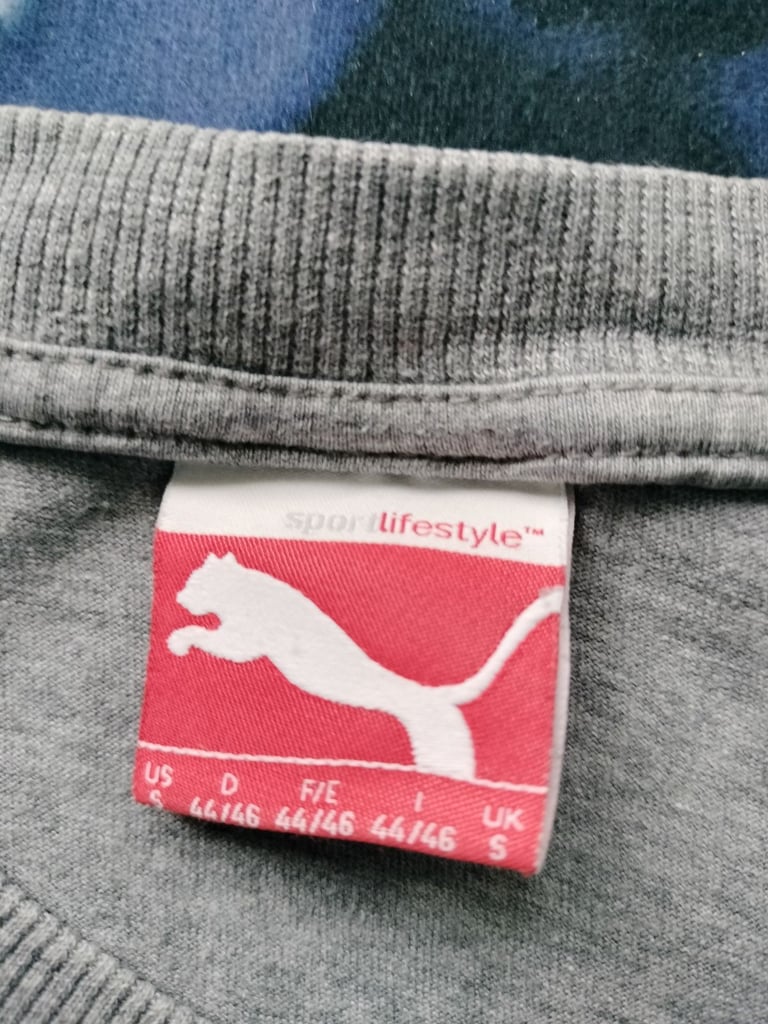 sportlifestyle™
US D F/E I UK
S 44/46 44/46 44/46 S